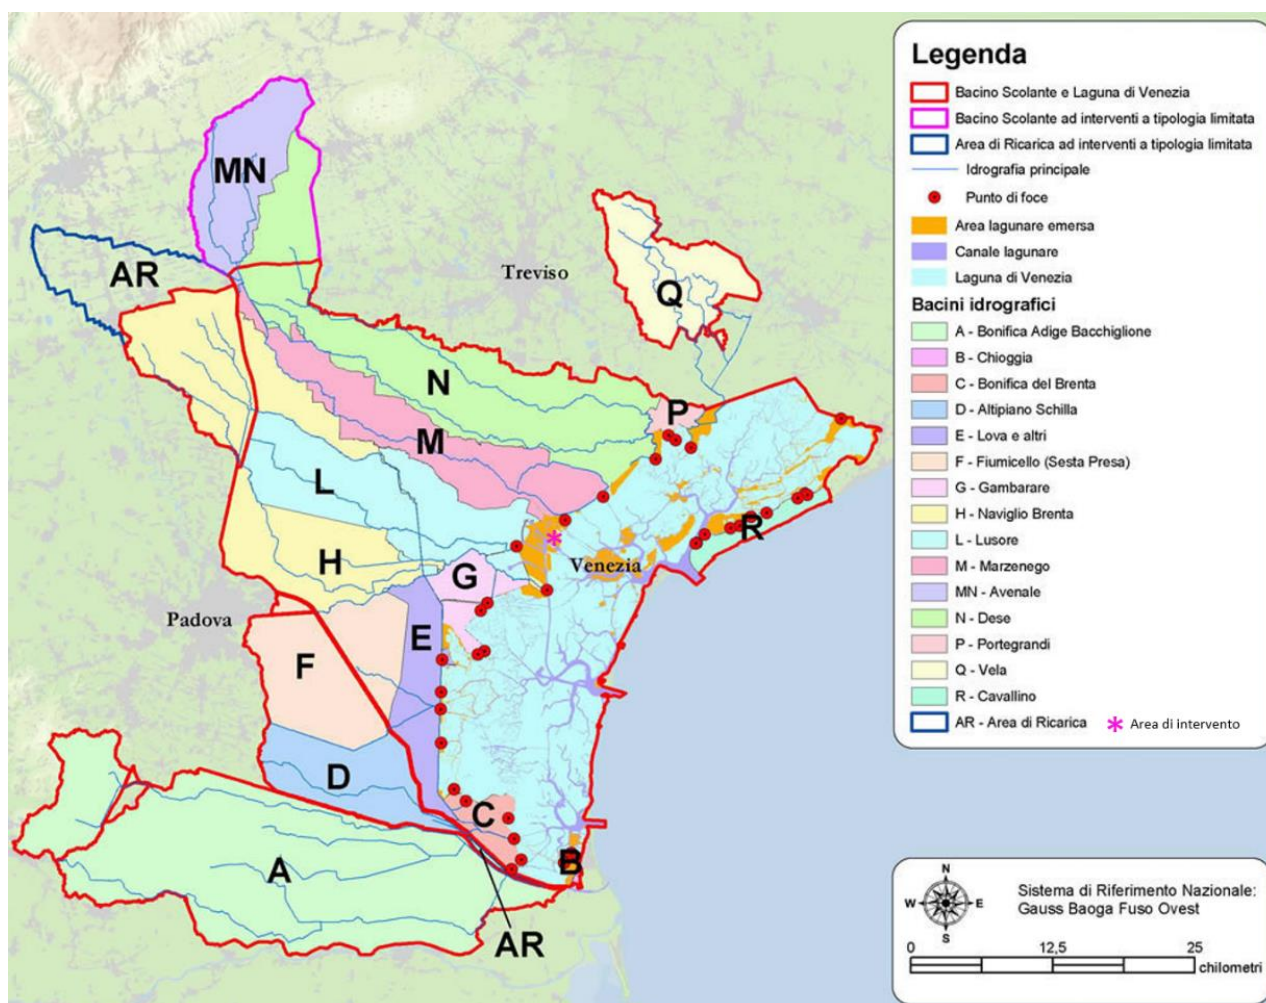 Legenda
Bacino Scolante e Laguna di Venezia
Bacino Scolante ad interventi a tipologia limitata
Area di Ricarica ad interventi a tipologia limitata
Idrografia principale
Punto di foce
Area lagunare emersa
Canale lagunare
Laguna di Venezia
Bacini idrografici
A - Bonifica Adige Bacchiglione
B - Chioggia
C - Bonifica del Brenta
D - Altipiano Schilla
E - Lova e altri
F - Fiumicello (Sesta Presa)
G - Gambarare
H - Naviglio Brenta
L - Lusore
M - Marzenego
MN - Avenale
N - Dese
P - Portegrandi
Q - Vela
R - Cavallino
AR - Area di Ricarica
Area di intervento
MN
AR
Treviso
Q
N
P
M
L
R
H
G
Venezia
Padova
E
F
D
C
A
B
AR
N
W E
S
Sistema di Riferimento Nazionale:
Gauss Baoga Fuso Ovest
0 12,5 25
chilometri